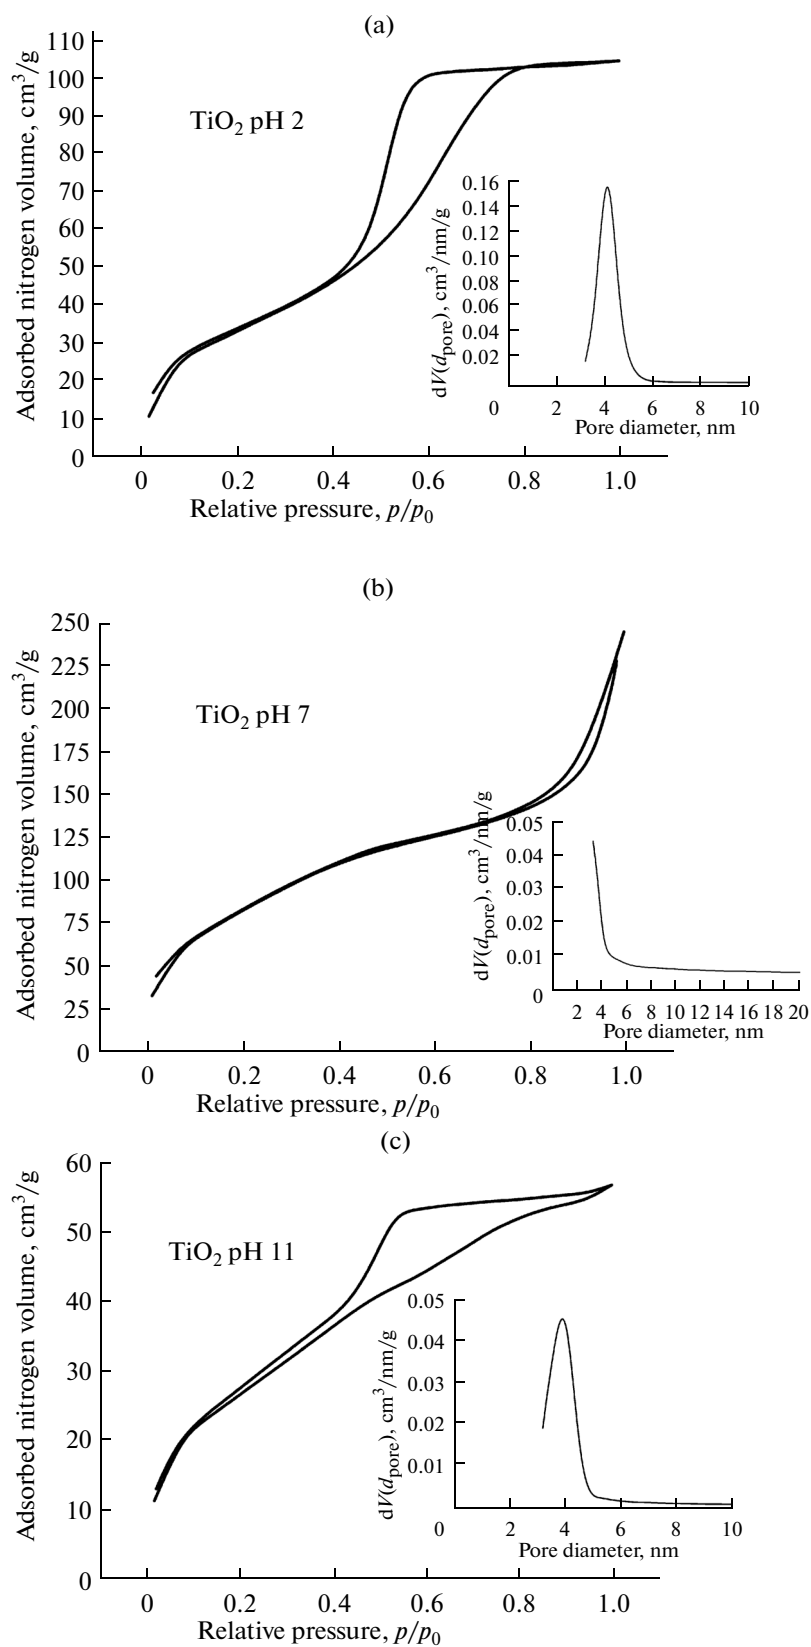 (a)
Adsorbed nitrogen volume, cm³/g
110
100
90
80
70
60
50
40
30
20
10
0
TiO₂ pH 2
0 0.2 0.4 0.6 0.8 1.0
Relative pressure, p/p₀
dV(d_pore), cm³/nm/g
0.16
0.14
0.12
0.10
0.08
0.06
0.04
0.02
0 2 4 6 8 10
Pore diameter, nm
(b)
Adsorbed nitrogen volume, cm³/g
250
225
200
175
150
125
100
75
50
25
0
TiO₂ pH 7
0 0.2 0.4 0.6 0.8 1.0
Relative pressure, p/p₀
dV(d_pore), cm³/nm/g
0.05
0.04
0.03
0.02
0.01
0
2 4 6 8 10 12 14 16 18 20
Pore diameter, nm
(c)
Adsorbed nitrogen volume, cm³/g
60
50
40
30
20
10
0
TiO₂ pH 11
0 0.2 0.4 0.6 0.8 1.0
Relative pressure, p/p₀
dV(d_pore), cm³/nm/g
0.05
0.04
0.03
0.02
0.01
0 2 4 6 8 10
Pore diameter, nm